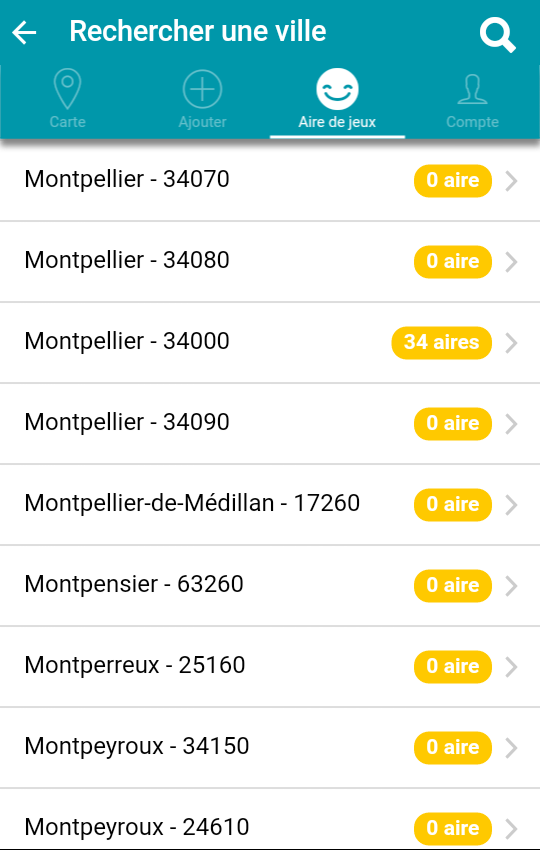 Rechercher une ville
Carte
Ajouter
Aire de jeux
Compte
Montpellier - 34070 0 aire
Montpellier - 34080 0 aire
Montpellier - 34000 34 aires
Montpellier - 34090 0 aire
Montpellier-de-Médillan - 17260 0 aire
Montpensier - 63260 0 aire
Montperreux - 25160 0 aire
Montpeyroux - 34150 0 aire
Montpeyroux - 24610 0 aire